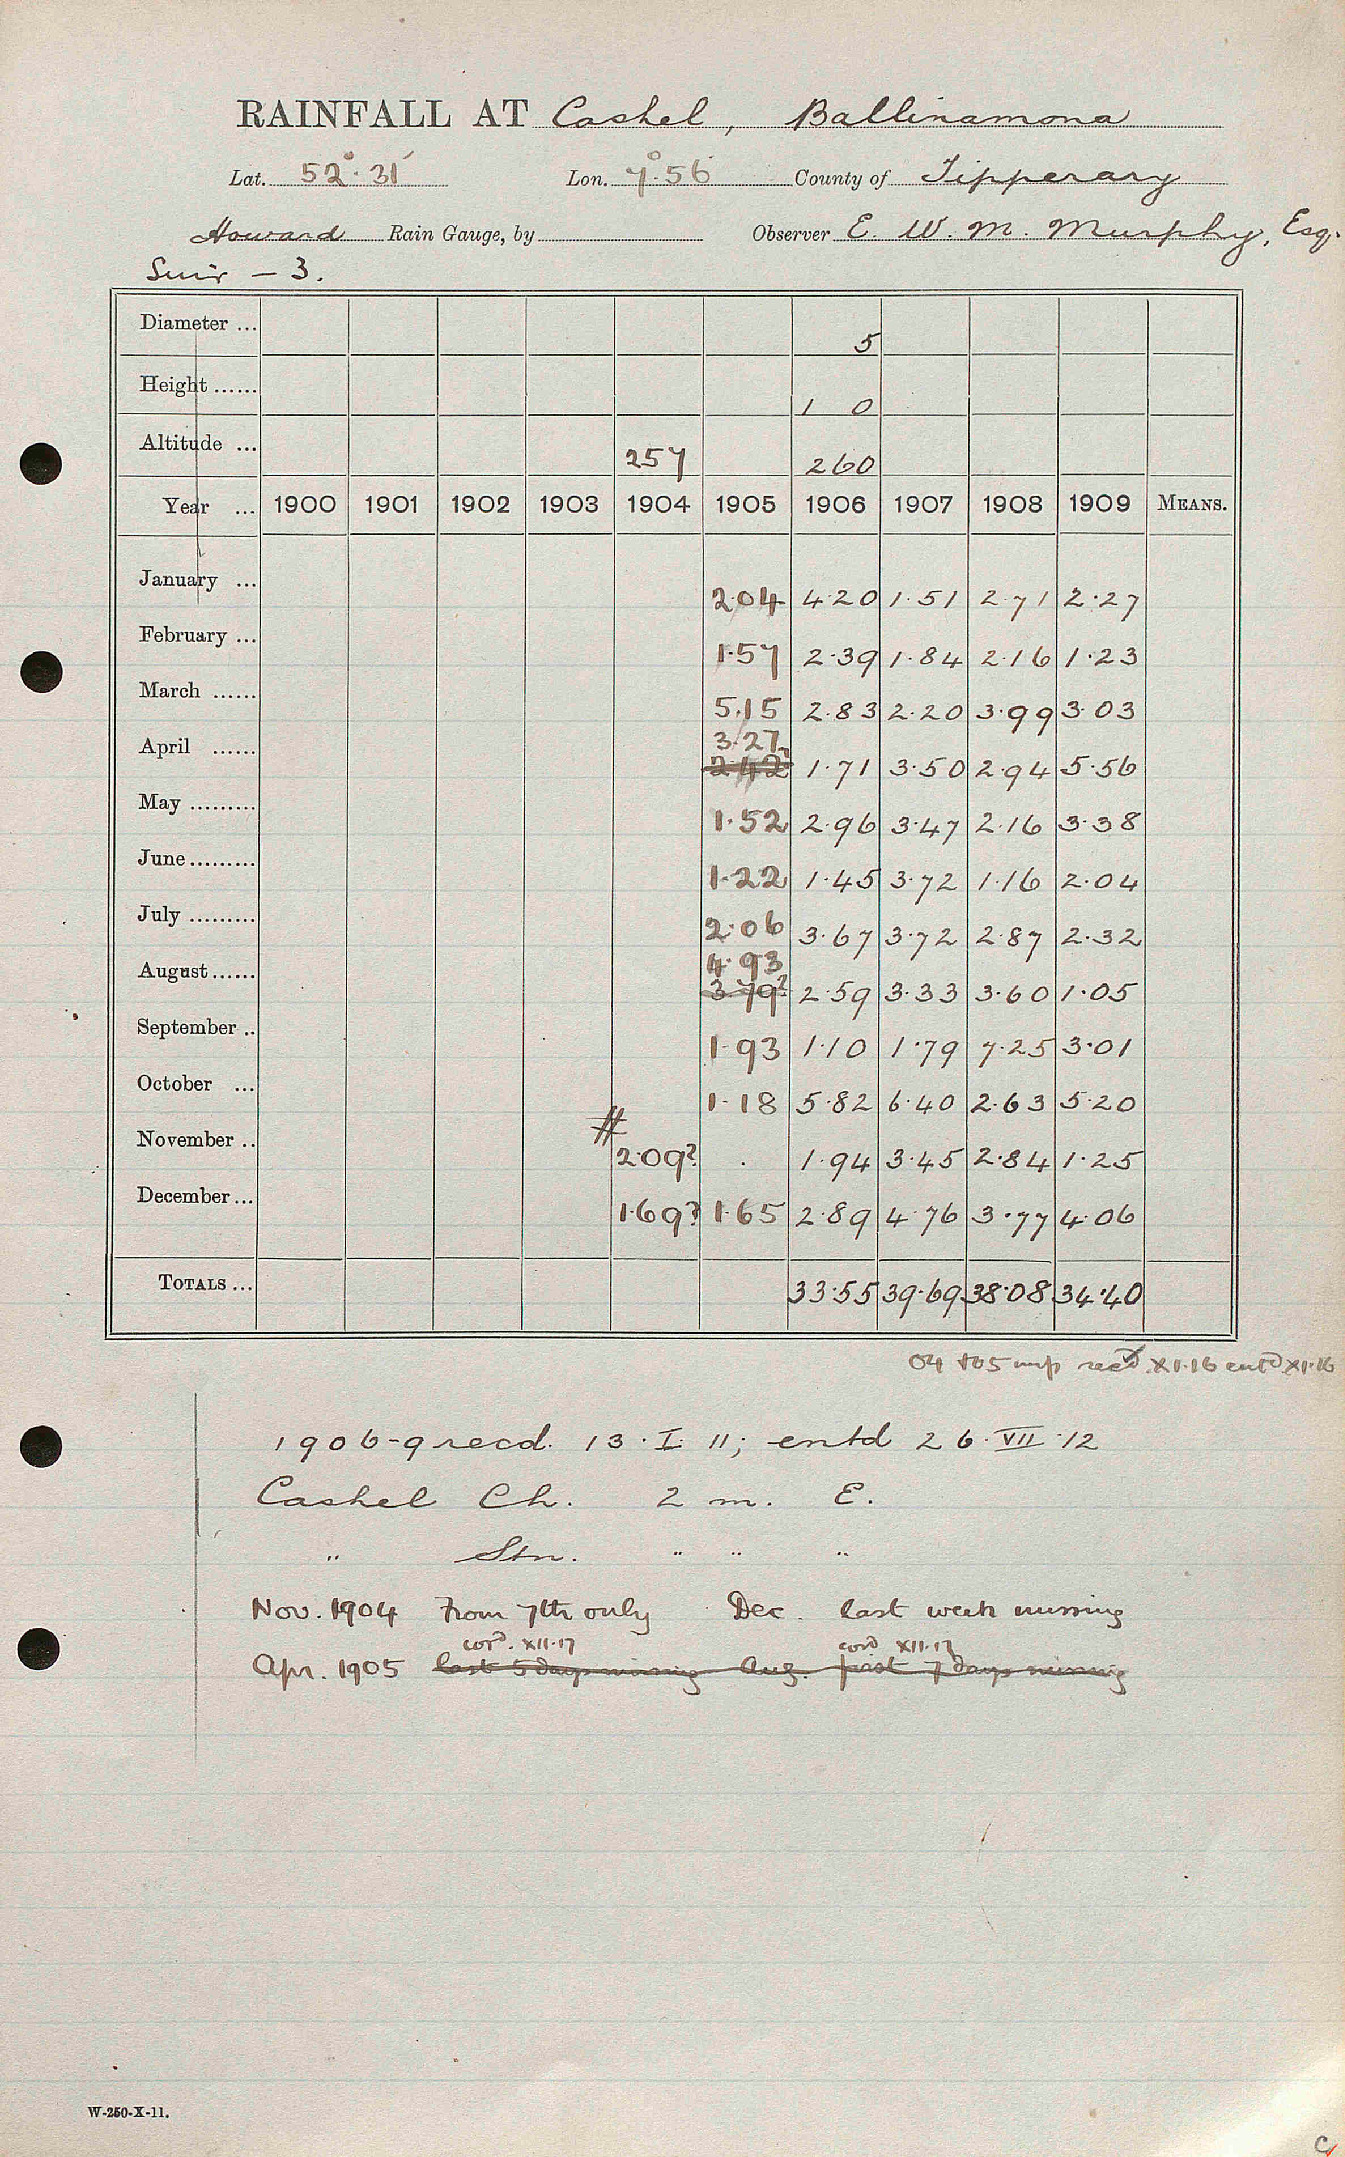 RAINFALL AT Cashel, Ballinamona
Lat. 52°.31' Lon. 7°.56' County of Tipperary
Howard Rain Gauge, by Observer E. W. M. Murphy, Esq.
Suir - 3.
Diameter ... 5
Height ...... 1 0
Altitude ... 257 260
Year ... 1900 1901 1902 1903 1904 1905 1906 1907 1908 1909 MEANS.
January ... 2.04 4.20 1.51 2.71 2.27
February ... 1.57 2.39 1.84 2.16 1.23
March ...... 5.15 2.83 2.20 3.99 3.03
3.27
April ...... 2.42? 1.71 3.50 2.94 5.56
May ......... 1.52 2.96 3.47 2.16 3.38
June......... 1.22 1.45 3.72 1.16 2.04
July ......... 2.06 3.67 3.72 2.87 2.32
4.93
August...... 3.79? 2.59 3.33 3.60 1.05
September .. 1.93 1.10 1.79 7.25 3.01
October ... 1.18 5.82 6.40 2.63 5.20
November .. # 2.09? . 1.94 3.45 2.84 1.25
December... 1.69? 1.65 2.89 4.76 3.77 4.06
TOTALS ... 33.55 39.69 38.08 34.40
04 + 05 recd. XI.16 entd. XI.16
1906-9 recd. 13.I.11; entd 26.VII.12
Cashel Ch. 2 m. E.
" Stn. " " "
Nov. 1904 From 7th only Dec. last week missing
cord. XII.17 cord XII.17
Apr. 1905 last 5 days missing Aug. first 7 days missing
W-250-X-11.
C